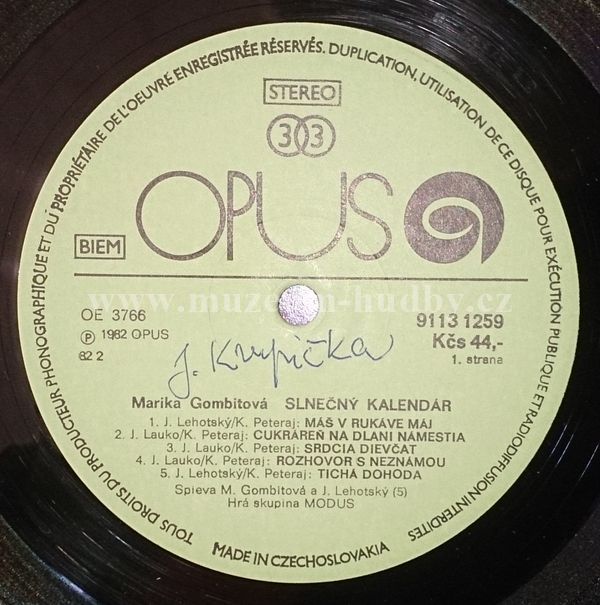 TOUS DROITS DU PRODUCTEUR PHONOGRAPHIQUE ET DU PROPRIÉTAIRE DE L'OEUVRE ENREGISTRÉE RÉSERVÉS. DUPLICATION, UTILISATION DE CE DISQUE POUR EXÉCUTION PUBLIQUE ET RADIODIFFUSION INTERDITES
STEREO
33
OPUS
BIEM
www.muzeum-hudby.cz
OE 3766
Ⓟ 1982 OPUS
82 2
9113 1259
Kčs 44,-
1. strana
J. Krupička
Marika Gombitová SLNEČNÝ KALENDÁR
1. J. Lehotský/K. Peteraj: MÁŠ V RUKÁVE MÁJ
2. J. Lauko/K. Peteraj: CUKRÁREŇ NA DLANI NÁMESTIA
3. J. Lauko/K. Peteraj: SRDCIA DIEVČAT
4. J. Lauko/K. Peteraj: ROZHOVOR S NEZNÁMOU
5. J. Lehotský/K. Peteraj: TICHÁ DOHODA
Spieva M. Gombitová a J. Lehotský (5)
Hrá skupina MODUS
MADE IN CZECHOSLOVAKIA